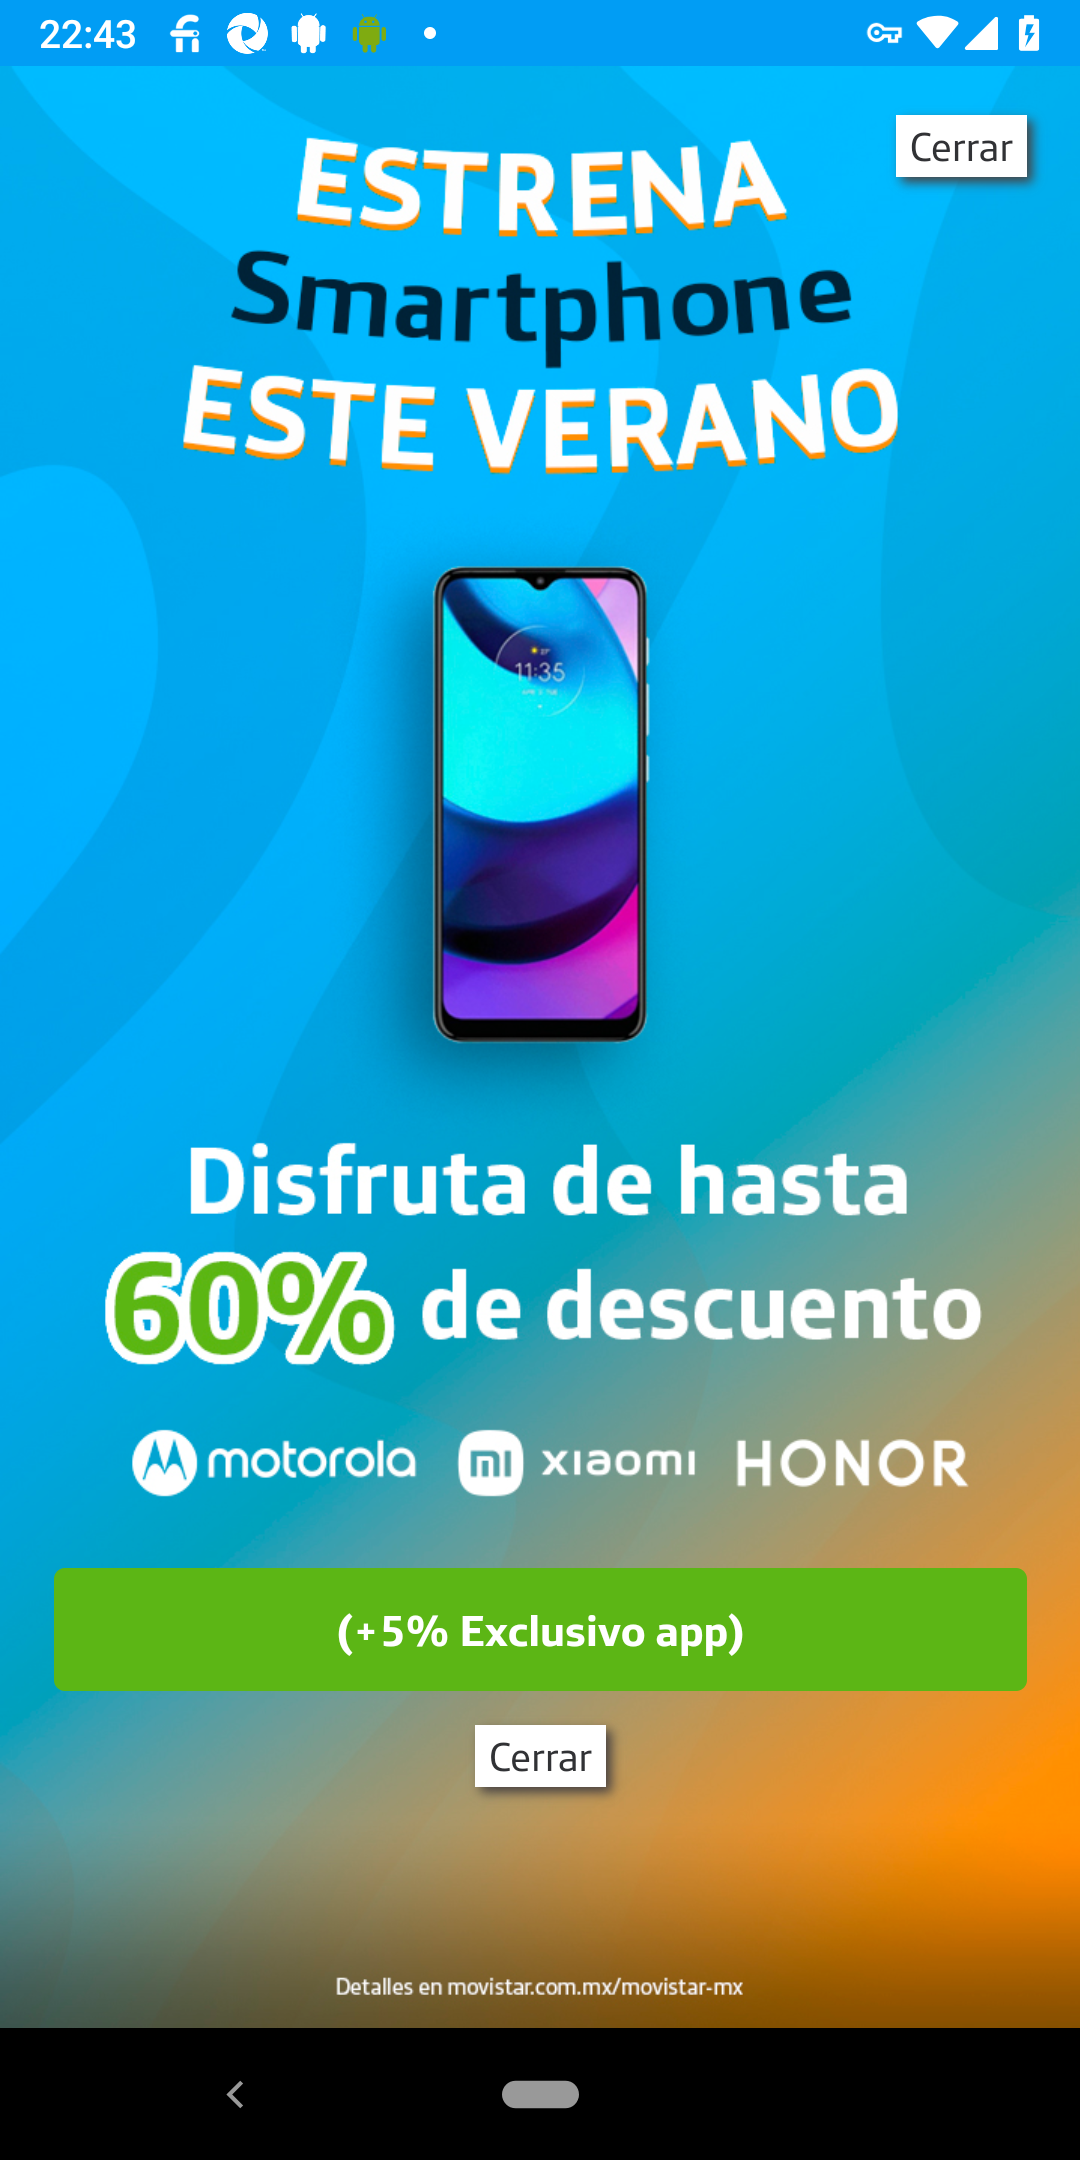 22:43
Cerrar
ESTRENA
Smartphone
ESTE VERANO
11:35
Disfruta de hasta
60% de descuento
motorola xiaomi HONOR
(+5% Exclusivo app)
Cerrar
Detalles en movistar.com.mx/movistar-mx